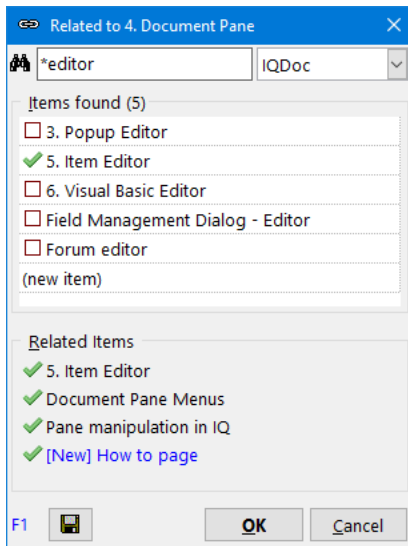 Related to 4. Document Pane
*editor IQDoc
Items found (5)
3. Popup Editor
5. Item Editor
6. Visual Basic Editor
Field Management Dialog - Editor
Forum editor
(new item)
Related Items
5. Item Editor
Document Pane Menus
Pane manipulation in IQ
[New] How to page
F1 OK Cancel